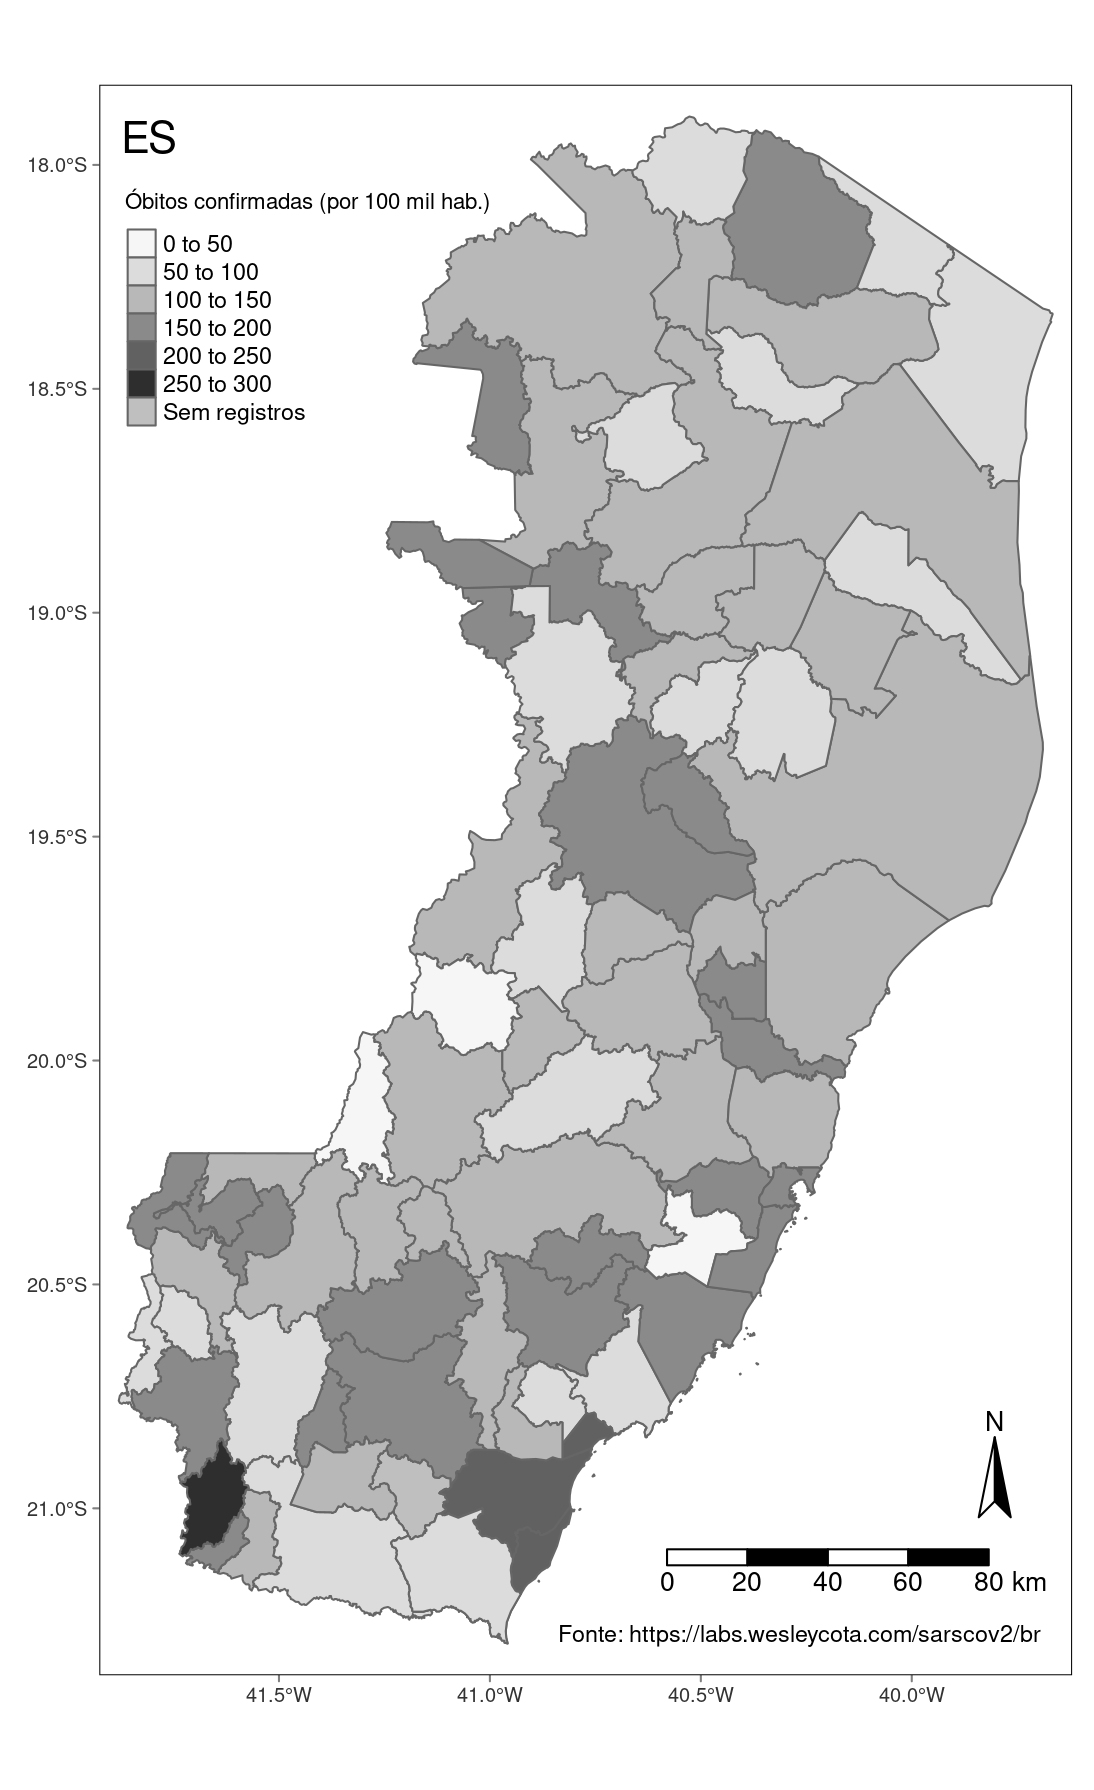 ES
Óbitos confirmadas (por 100 mil hab.)
0 to 50
50 to 100
100 to 150
150 to 200
200 to 250
250 to 300
Sem registros
18.0°S
18.5°S
19.0°S
19.5°S
20.0°S
20.5°S
21.0°S
N
0 20 40 60 80 km
Fonte: https://labs.wesleycota.com/sarscov2/br
41.5°W 41.0°W 40.5°W 40.0°W